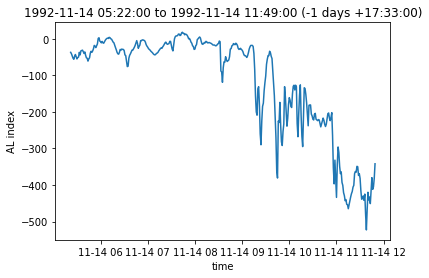 1992-11-14 05:22:00 to 1992-11-14 11:49:00 (-1 days +17:33:00)
0
−100
−200
−300
−400
−500
AL index
11-14 06 11-14 07 11-14 08 11-14 09 11-14 10 11-14 11 11-14 12
time